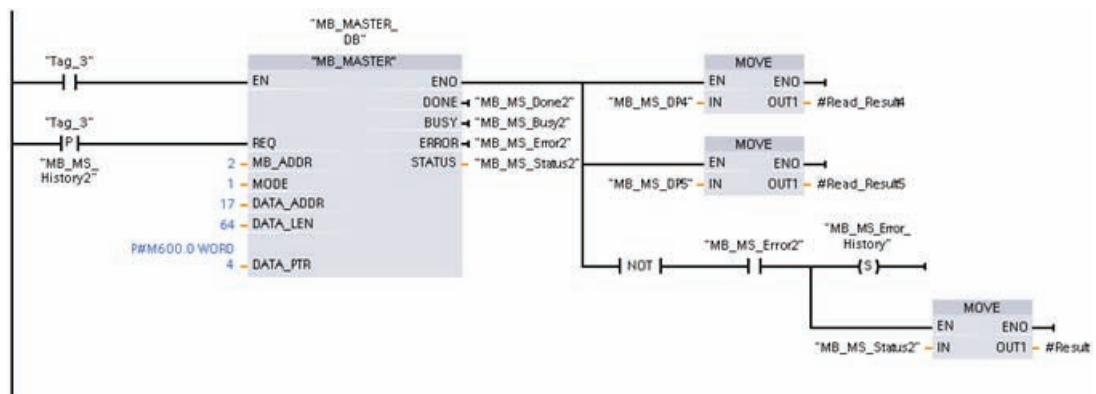 "MB_MASTER_
DB"
"Tag_3"
"MB_MASTER"
EN
ENO
DONE
"MB_MS_Done2"
BUSY
"MB_MS_Busy2"
"Tag_3"
P
"MB_MS_
History2"
REQ
ERROR
"MB_MS_Error2"
2
MB_ADDR
STATUS
"MB_MS_Status2"
1
MODE
17
DATA_ADDR
64
DATA_LEN
P#M600.0 WORD
4
DATA_PTR
MOVE
EN
ENO
"MB_MS_DP4"
IN
OUT1
#Read_Result4
MOVE
EN
ENO
"MB_MS_DP5"
IN
OUT1
#Read_Result5
NOT
"MB_MS_Error2"
"MB_MS_Error_
History"
S
MOVE
EN
ENO
"MB_MS_Status2"
IN
OUT1
#Result